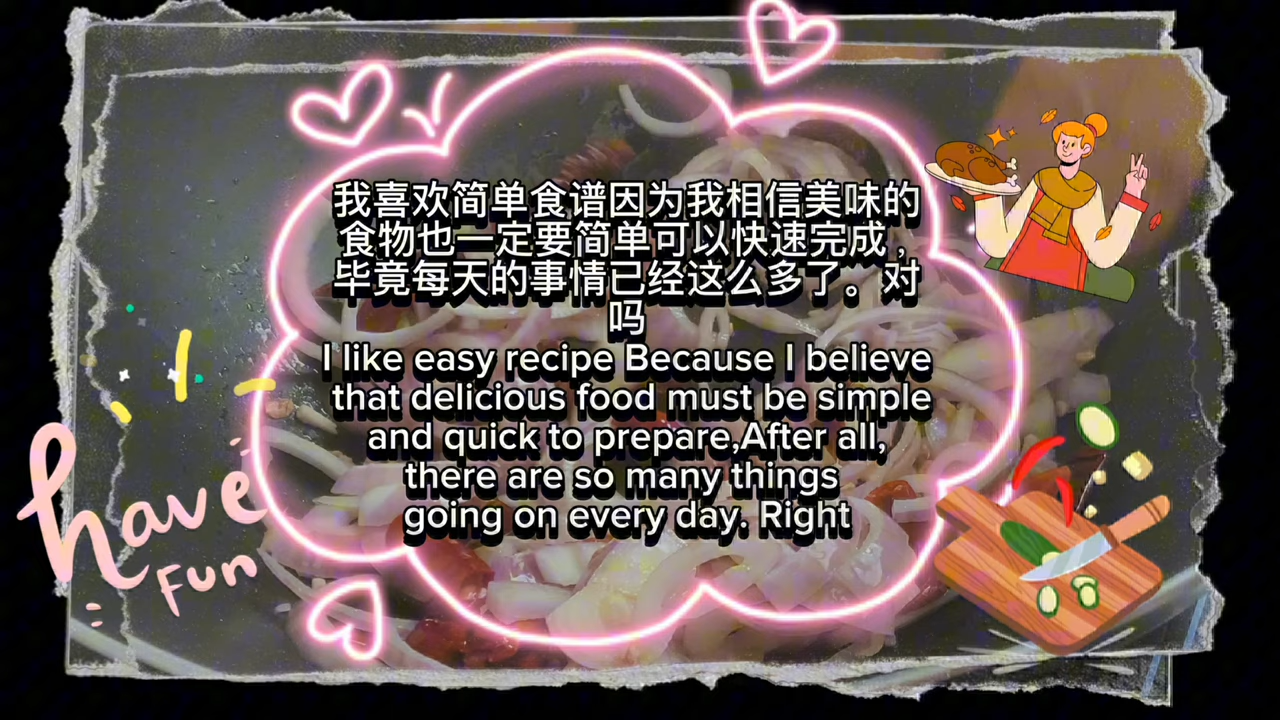 我喜欢简单食谱因为我相信美味的
食物也一定要简单可以快速完成，
毕竟每天的事情已经这么多了。对
吗
I like easy recipe Because I believe
that delicious food must be simple
and quick to prepare,After all,
there are so many things
going on every day. Right
have
Fun